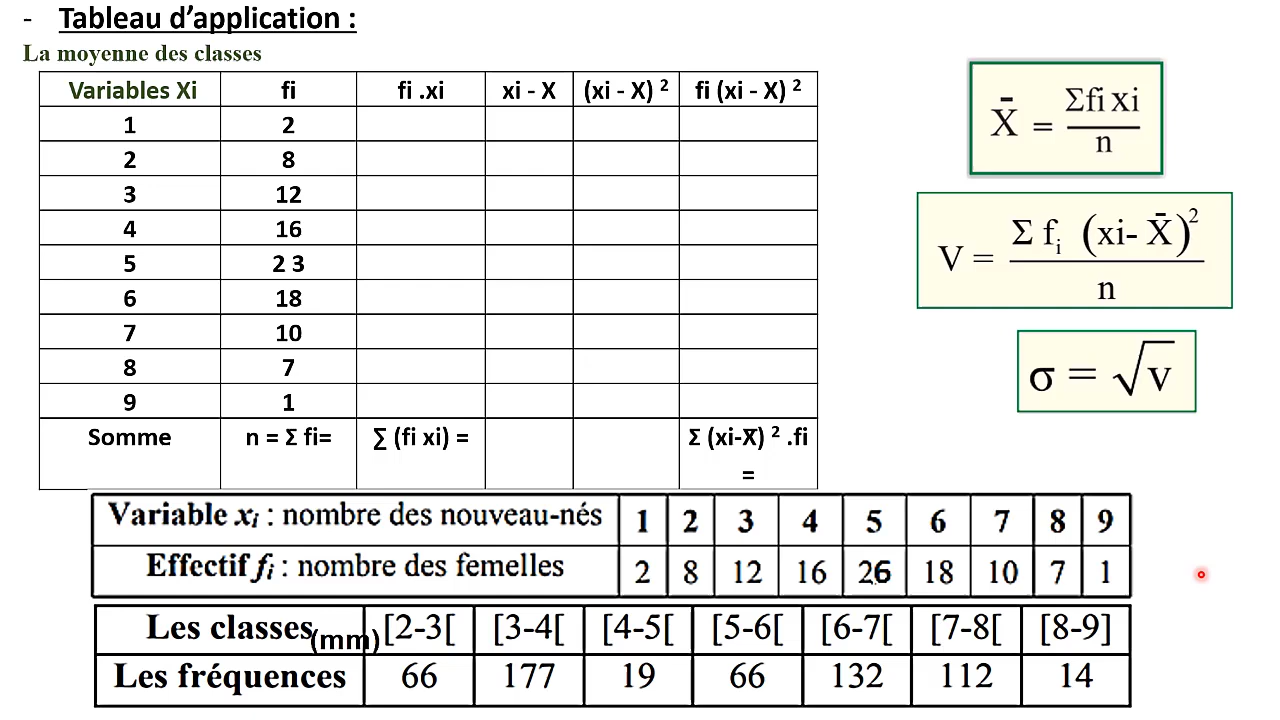 - Tableau d’application :
La moyenne des classes
Variables Xi fi fi .xi xi - X (xi - X) 2 fi (xi - X) 2
1 2
2 8
3 12
4 16
5 2 3
6 18
7 10
8 7
9 1
Somme n = Σ fi= ∑ (fi xi) = Σ (xi-X̅) 2 .fi
=
X̄ = Σfi xi
n
V = Σ fi (xi- X̄)2
n
σ = √v
Variable xi : nombre des nouveau-nés 1 2 3 4 5 6 7 8 9
Effectif fi : nombre des femelles 2 8 12 16 26 18 10 7 1
Les classes(mm) [2-3[ [3-4[ [4-5[ [5-6[ [6-7[ [7-8[ [8-9]
Les fréquences 66 177 19 66 132 112 14